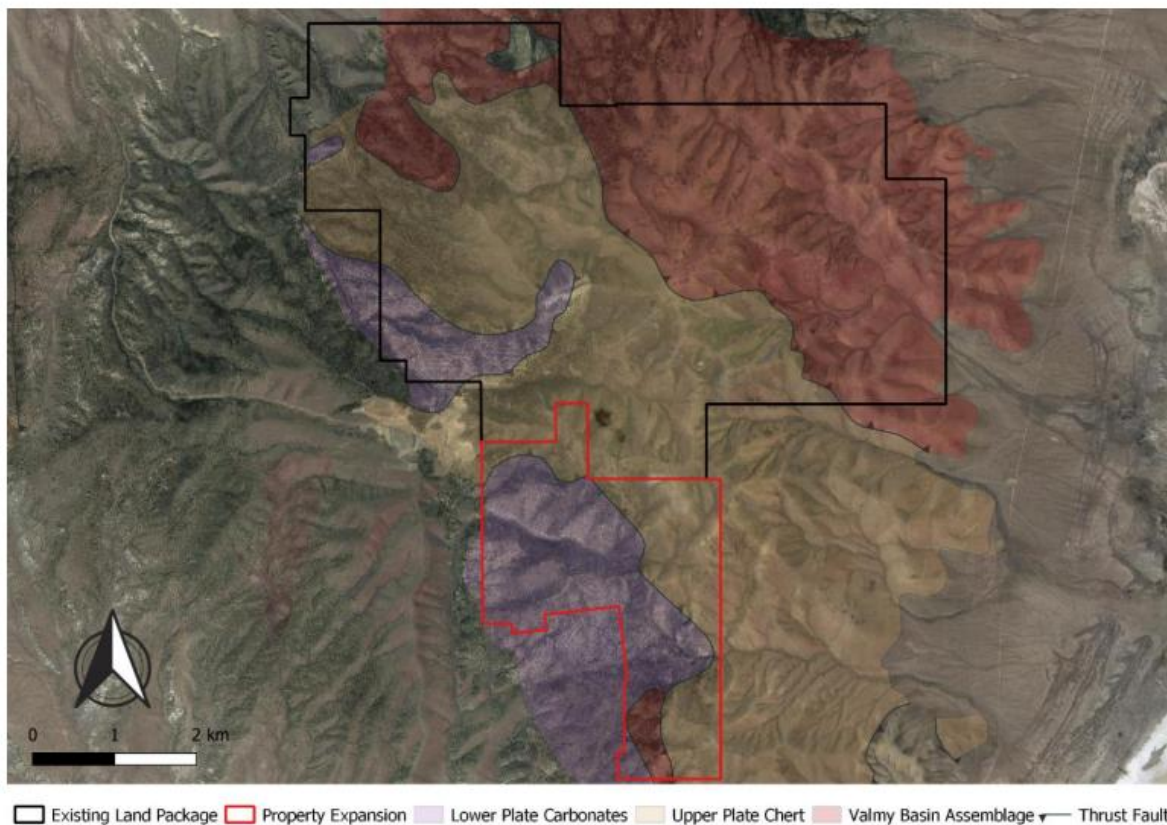 0 1 2 km
Existing Land Package Property Expansion Lower Plate Carbonates Upper Plate Chert Valmy Basin Assemblage Thrust Fault